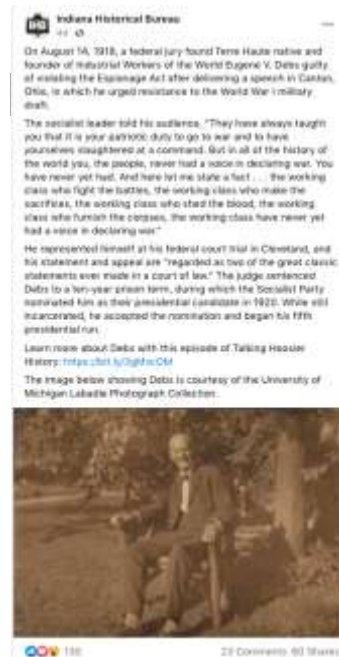 Indiana Historical Bureau
On August 14, 1918, a federal jury found Terre Haute native and
founder of Industrial Workers of the World Eugene V. Debs guilty
of violating the Espionage Act after delivering a speech in Canton,
Ohio, in which he urged resistance to the World War I military
draft.
The socialist leader told his audience, "They have always taught
you that it is your patriotic duty to go to war and to have
yourselves slaughtered at a command. But in all of the history of
the world you, the people, never had a voice in declaring war. You
have never yet had. And here let me state a fact . . . the working
class who fight the battles, the working class who make the
sacrifices, the working class who shed the blood, the working
class who furnish the corpses, the working class have never yet
had a voice in declaring war."
He represented himself at his federal court trial in Cleveland, and
his statement and appeal are "regarded as two of the great classic
statements ever made in a court of law." The judge sentenced
Debs to a ten-year prison term, during which the Socialist Party
nominated him as their presidential candidate in 1920. While still
incarcerated, he accepted the nomination and began his fifth
presidential run.
Learn more about Debs with this episode of Talking Hoosier
History:
The image below showing Debs is courtesy of the University of
Michigan Labadie Photograph Collection.
23 Comments 60 Shares